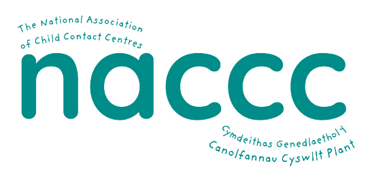 The National Association
of Child Contact Centres
naccc
Cymdeithas Genedlaethol y
Canolfannau Cyswllt Plant